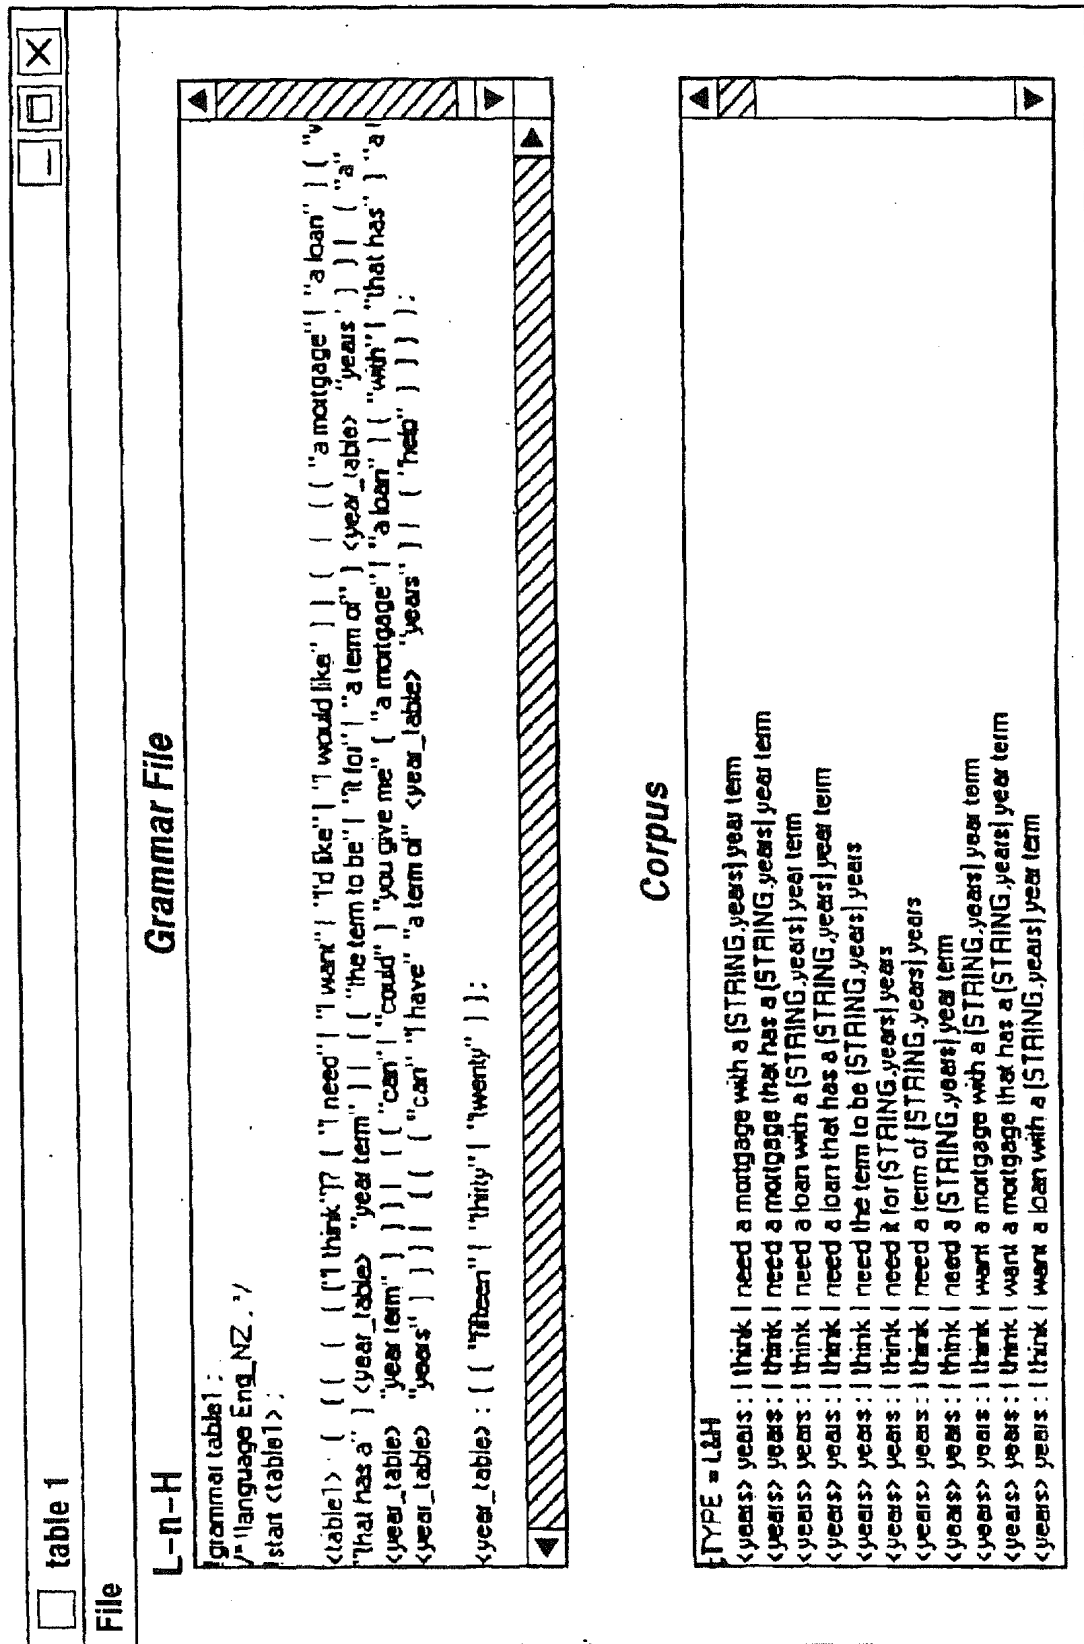 table 1
File
Grammar File
L-n-H
!grammar table1;
/*!language Eng_NZ. */
!start <table1>;
<table1> : ( (( ( ( ("I think")? ( "I need" | "I want" | "I'd like" | "I would like" ) ) ( ( ( ( "a mortgage" | "a loan" ) ( "w
"that has a" ) <year_table> "year term" ) | ( ( "the term to be" | "it for" | "a term of" ) <year_table> "years" ) ) | ( "a"
<year_table> "year term" ) ) ) | ( ( "can" | "could" ) "you give me" ( "a mortgage" | "a loan" ) ( "with" | "that has" ) "a
<year_table> "years" ) ) ) | ( ( ( "can" "I have" "a term of" <year_table> "years" ) | ( "help" ) ) ) );
<year_table> : ( ( "fifteen" | "thirty" | "twenty" ) );
Corpus
TYPE = L&H
<years> years : I think I need a mortgage with a [STRING.years] year term
<years> years : I think I need a mortgage that has a [STRING.years] year term
<years> years : I think I need a loan with a [STRING.years] year term
<years> years : I think I need a loan that has a [STRING.years] year term
<years> years : I think I need the term to be [STRING.years] years
<years> years : I think I need it for [STRING.years] years
<years> years : I think I need a term of [STRING.years] years
<years> years : I think I need a [STRING.years] year term
<years> years : I think I want a mortgage with a [STRING.years] year term
<years> years : I think I want a mortgage that has a [STRING.years] year term
<years> years : I think I want a loan with a [STRING.years] year term